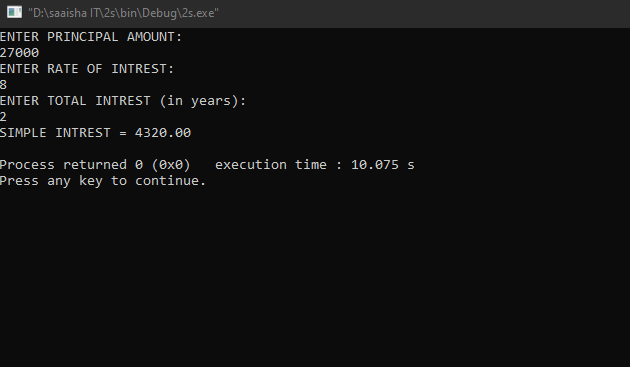 "D:\saaisha IT\2s\bin\Debug\2s.exe"
ENTER PRINCIPAL AMOUNT:
27000
ENTER RATE OF INTREST:
8
ENTER TOTAL INTREST (in years):
2
SIMPLE INTREST = 4320.00
Process returned 0 (0x0)   execution time : 10.075 s
Press any key to continue.